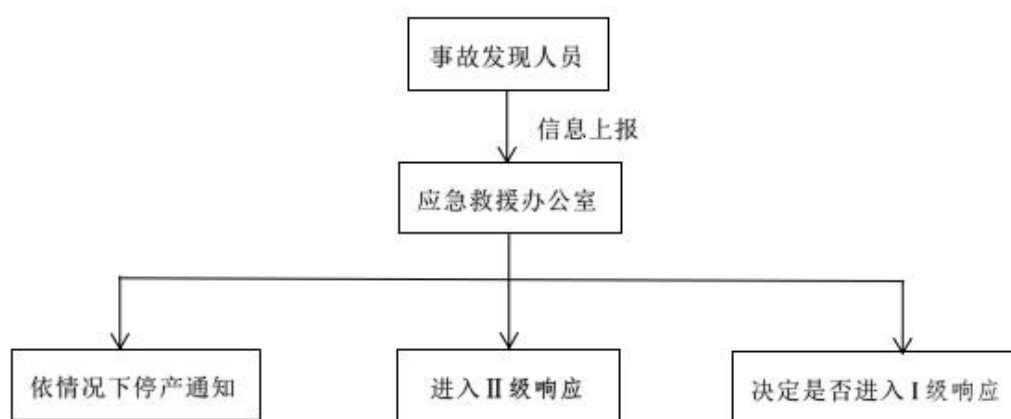 事故发现人员
信息上报
应急救援办公室
依情况下停产通知
进入Ⅱ级响应
决定是否进入Ⅰ级响应